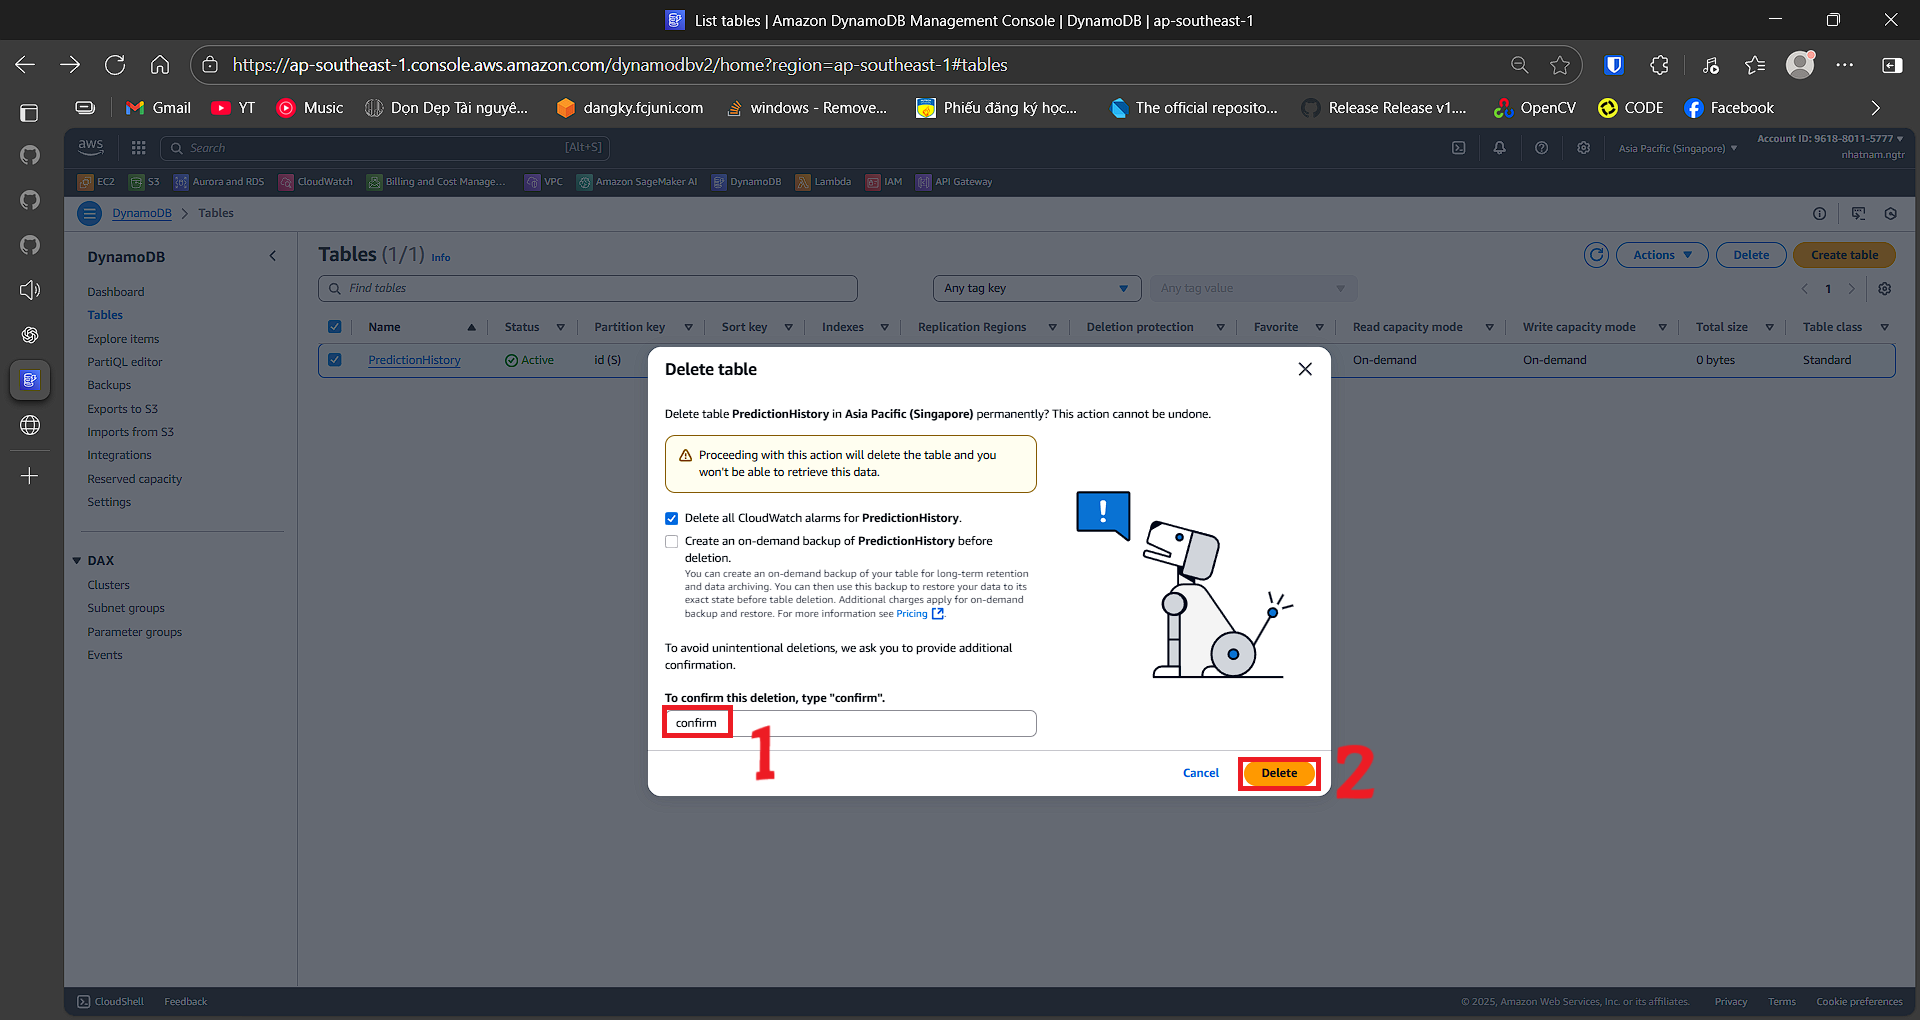 List tables | Amazon DynamoDB Management Console | DynamoDB | ap-southeast-1
https://ap-southeast-1.console.aws.amazon.com/dynamodbv2/home?region=ap-southeast-1#tables
Gmail YT Music Dọn Dẹp Tài nguyê... dangky.fcjuni.com windows - Remove... Phiếu đăng ký học... The official reposito... Release Release v1.... OpenCV CODE Facebook
aws Search [Alt+S] Asia Pacific (Singapore) Account ID: 9618-8011-5777
nhatnam.ngtr
EC2 S3 Aurora and RDS CloudWatch Billing and Cost Manage... VPC Amazon SageMaker AI DynamoDB Lambda IAM API Gateway
DynamoDB Tables
DynamoDB
Dashboard
Tables
Explore items
PartiQL editor
Backups
Exports to S3
Imports from S3
Integrations
Reserved capacity
Settings
DAX
Clusters
Subnet groups
Parameter groups
Events
Tables (1/1) Info
Actions Delete Create table
Find tables Any tag key Any tag value 1
Name Status Partition key Sort key Indexes Replication Regions Deletion protection Favorite Read capacity mode Write capacity mode Total size Table class
PredictionHistory Active id (S) On-demand On-demand 0 bytes Standard
Delete table
Delete table PredictionHistory in Asia Pacific (Singapore) permanently? This action cannot be undone.
Proceeding with this action will delete the table and you
won't be able to retrieve this data.
!
Delete all CloudWatch alarms for PredictionHistory.
Create an on-demand backup of PredictionHistory before
deletion.
You can create an on-demand backup of your table for long-term retention
and data archiving. You can then use this backup to restore your data to its
exact state before table deletion. Additional charges apply for on-demand
backup and restore. For more information see Pricing.
To avoid unintentional deletions, we ask you to provide additional
confirmation.
To confirm this deletion, type "confirm".
confirm
1
Cancel Delete
2
CloudShell Feedback © 2025, Amazon Web Services, Inc. or its affiliates. Privacy Terms Cookie preferences